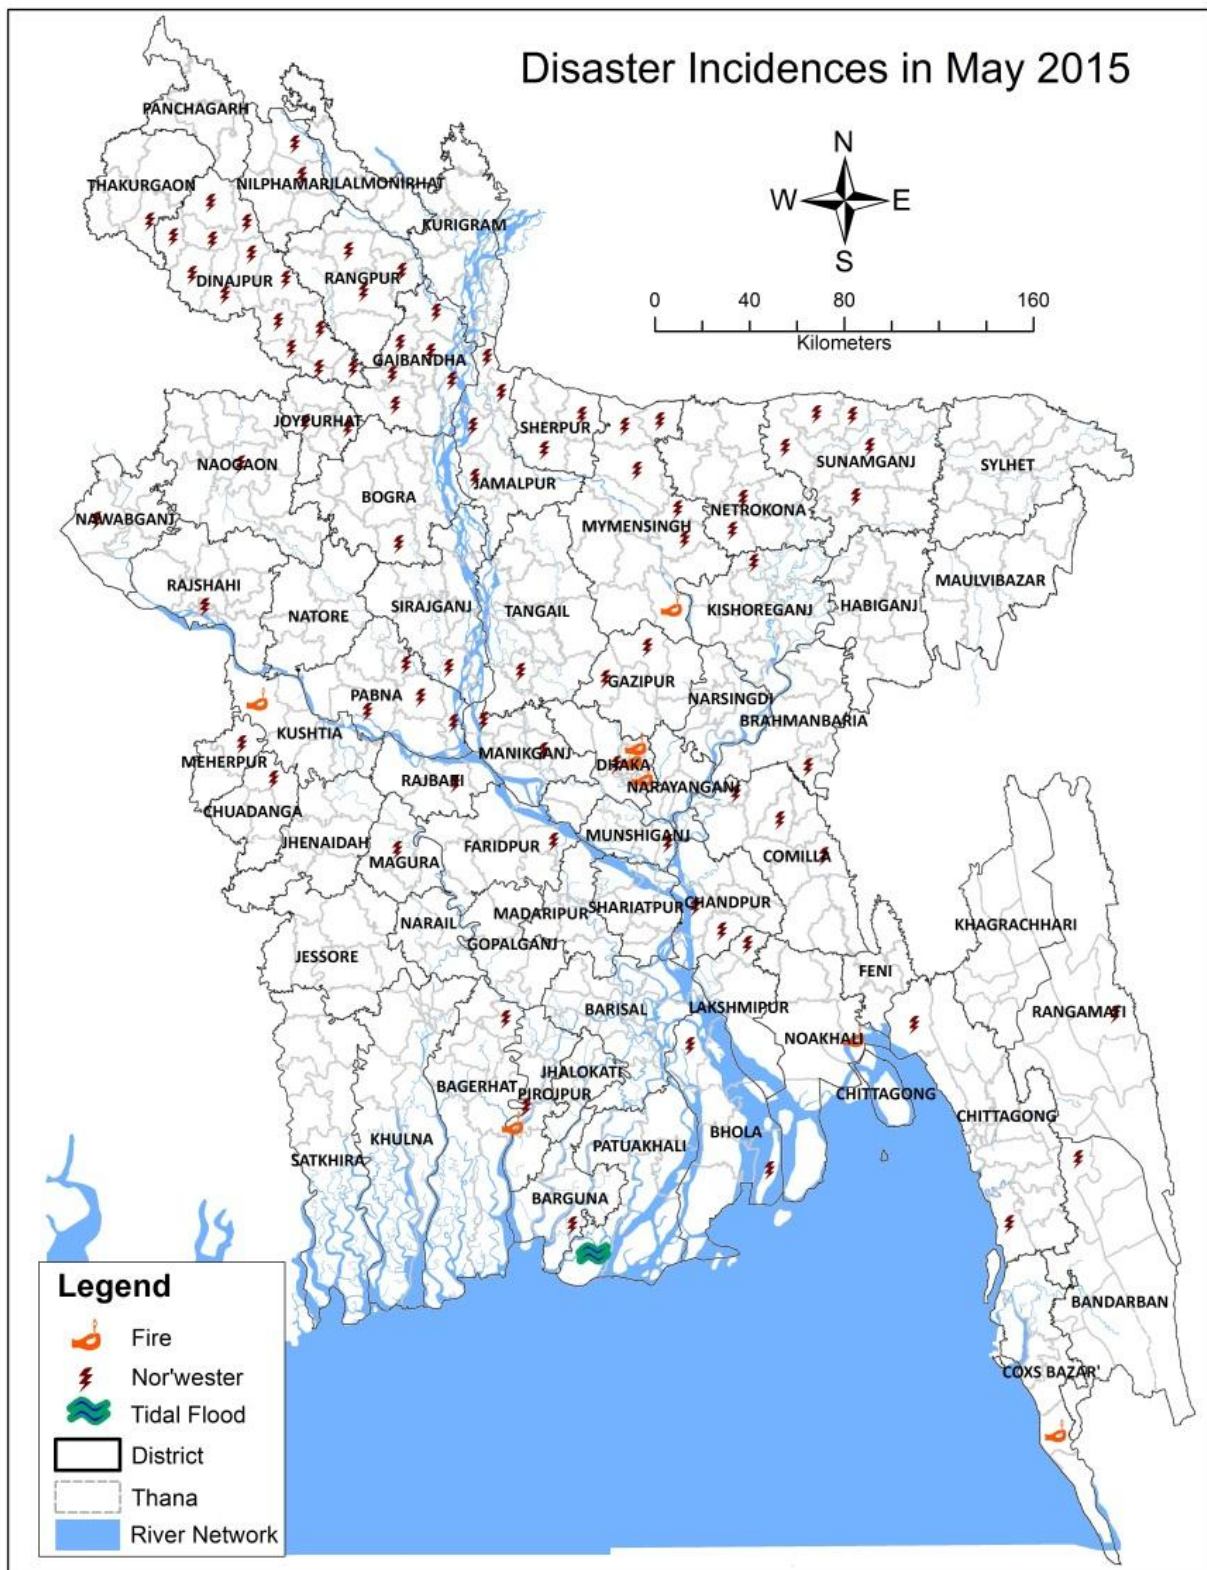 Disaster Incidences in May 2015
PANCHAGARH
N
THAKURGAON
NILPHAMARI
LALMONIRHAT
W
E
KURIGRAM
S
DINAJPUR
RANGPUR
0 40 80 160
Kilometers
GAIBANDHA
JOYPURHAT
SHERPUR
NAOGAON
SUNAMGANJ
SYLHET
BOGRA
JAMALPUR
NETROKONA
NAWABGANJ
MYMENSINGH
RAJSHAHI
MAULVIBAZAR
NATORE
SIRAJGANJ
TANGAIL
KISHOREGANJ
HABIGANJ
GAZIPUR
PABNA
NARSINGDI
BRAHMANBARIA
KUSHTIA
MEHERPUR
MANIKGANJ
DHAKA
RAJBARI
NARAYANGANJ
CHUADANGA
MUNSHIGANJ
JHENAIDAH
FARIDPUR
COMILLA
MAGURA
CHANDPUR
SHARIATPUR
MADARIPUR
NARAIL
KHAGRACHHARI
GOPALGANJ
JESSORE
FENI
BARISAL
LAKSHMIPUR
RANGAMATI
NOAKHALI
JHALOKATI
BAGERHAT
PIROJPUR
CHITTAGONG
CHITTAGONG
KHULNA
PATUAKHALI
BHOLA
SATKHIRA
BARGUNA
BANDARBAN
COXS BAZAR'
Legend
Fire
Nor'wester
Tidal Flood
District
Thana
River Network